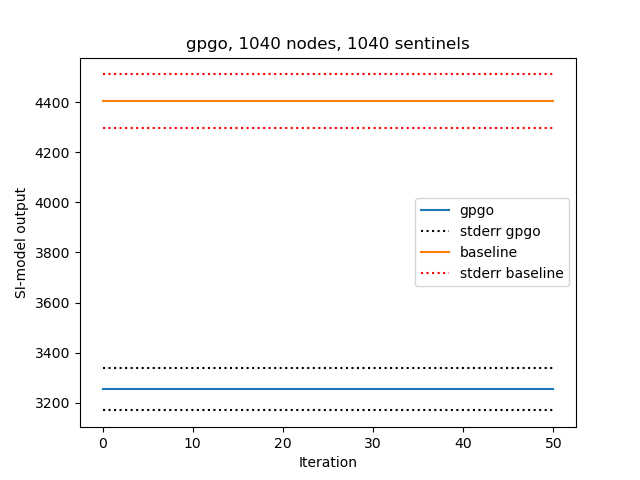 gpgo, 1040 nodes, 1040 sentinels
SI-model output
4400
4200
4000
3800
3600
3400
3200
gpgo
stderr gpgo
baseline
stderr baseline
0 10 20 30 40 50
Iteration